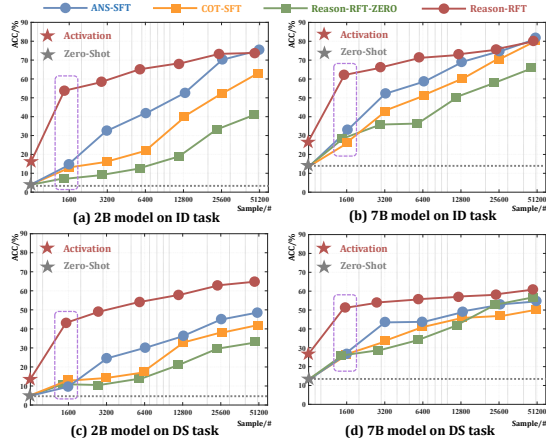 ANS-SFT COT-SFT Reason-RFT-ZERO Reason-RFT
ACC/%
90
80
70
60
50
40
30
20
10
0
Activation
Zero-Shot
1600 3200 6400 12800 25600 51200
Sample/#
(a) 2B model on ID task
ACC/%
90
80
70
60
50
40
30
20
10
0
Activation
Zero-Shot
1600 3200 6400 12800 25600 51200
Sample/#
(b) 7B model on ID task
ACC/%
90
80
70
60
50
40
30
20
10
0
Activation
Zero-Shot
1600 3200 6400 12800 25600 51200
Sample/#
(c) 2B model on DS task
ACC/%
90
80
70
60
50
40
30
20
10
0
Activation
Zero-Shot
1600 3200 6400 12800 25600 51200
Sample/#
(d) 7B model on DS task